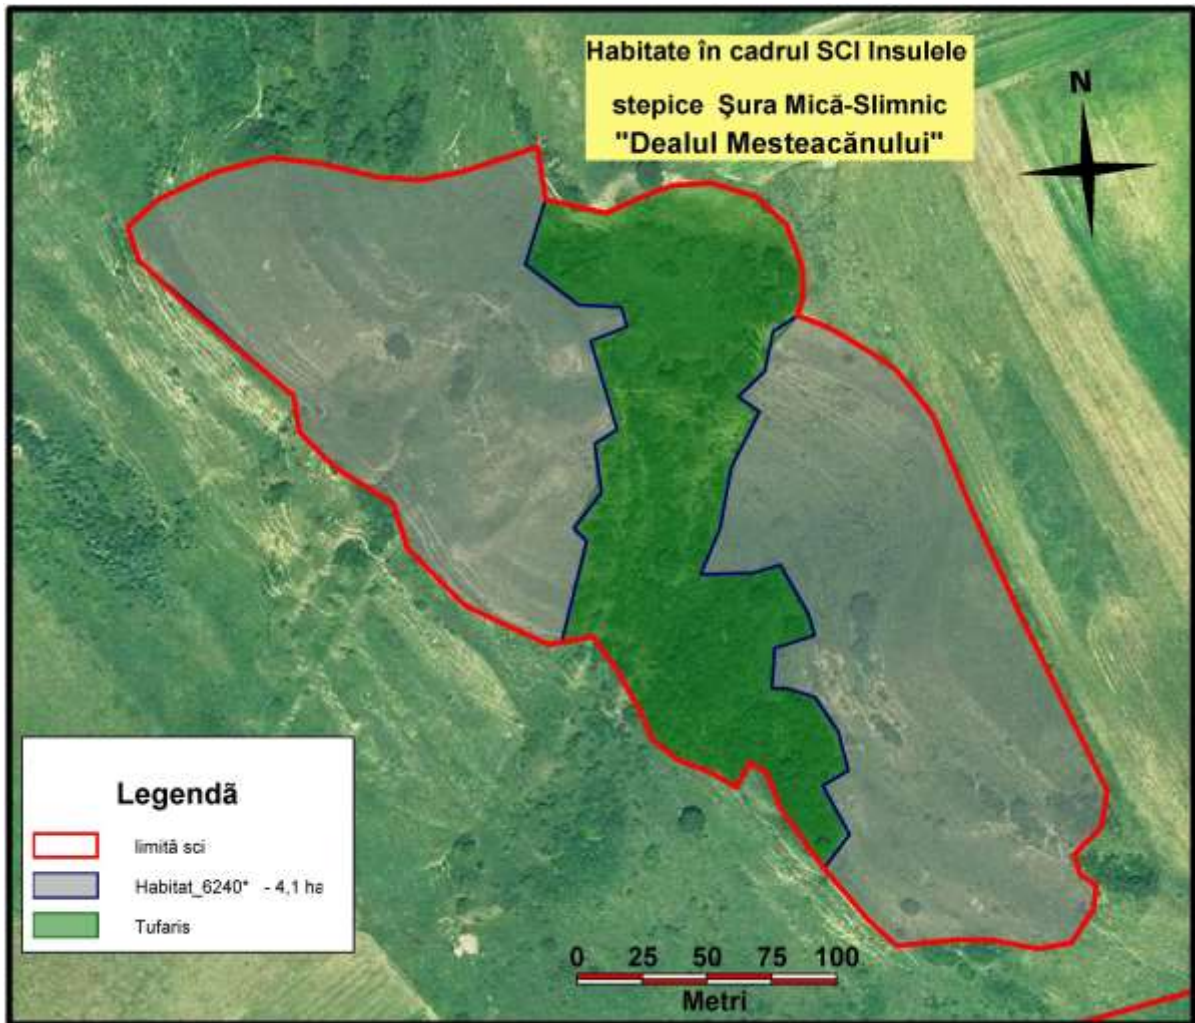 Habitate în cadrul SCI Insulele
stepice Şura Mică-Slimnic
"Dealul Mesteacănului"
N
Legendă
limită sci
Habitat_6240* - 4,1 ha
Tufaris
0 25 50 75 100
Metri